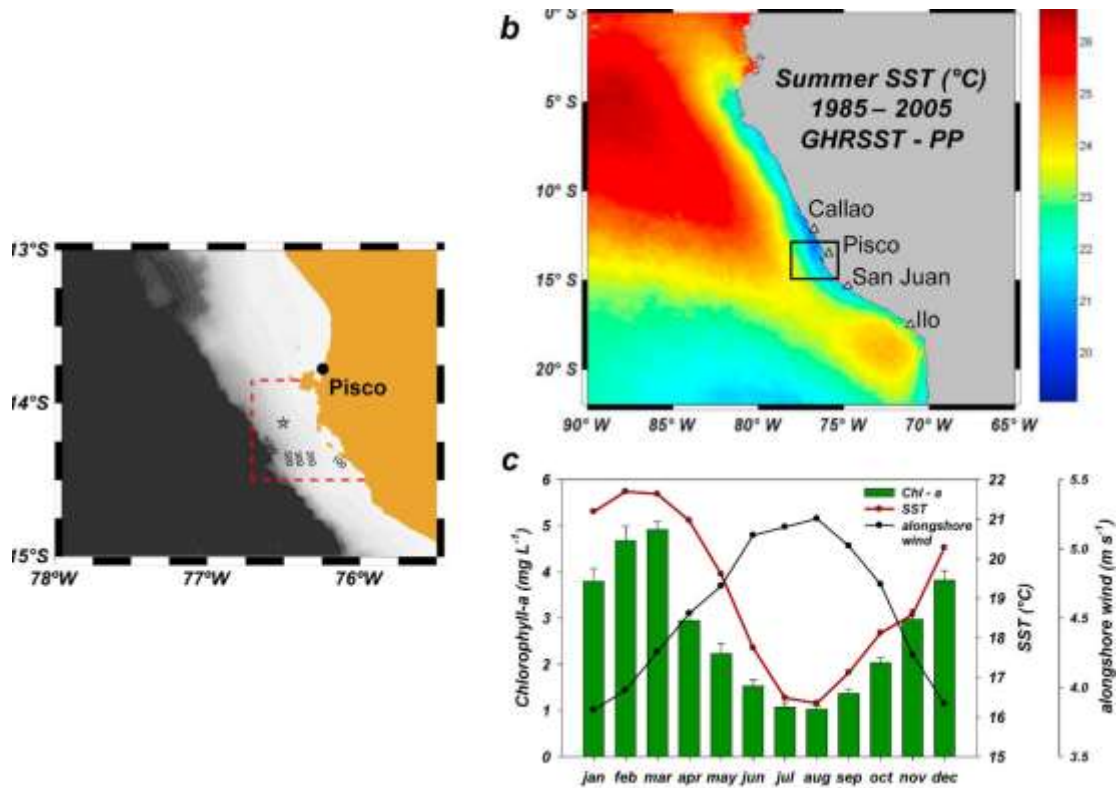 13°S
14°S
15°S
78°W
77°W
76°W
Pisco
100
b
Summer SST (°C)
1985 – 2005
GHRSST - PP
0° S
5° S
10° S
15° S
20° S
90° W
85° W
80° W
75° W
70° W
65° W
Callao
Pisco
San Juan
Ilo
26
25
24
23
22
21
20
c
Chl - a
SST
alongshore
wind
Chlorophyll-a (mg L⁻¹)
6
5
4
3
2
1
0
SST (°C)
22
21
20
19
18
17
16
15
alongshore wind (m s⁻¹)
5.5
5.0
4.5
4.0
3.5
jan feb mar apr may jun jul aug sep oct nov dec